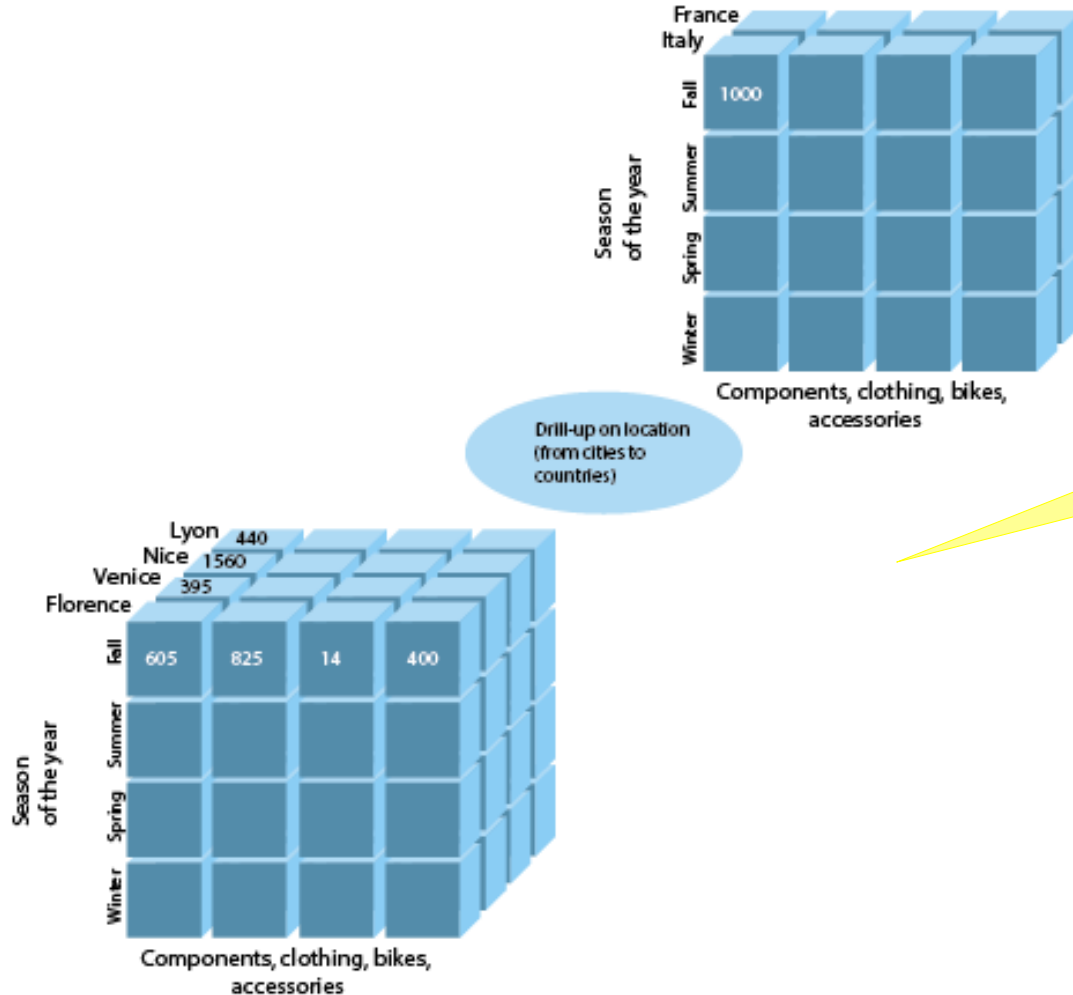 France
Italy
1000
Fall
Summer
Spring
Winter
Season
of the year
Components, clothing, bikes,
accessories
Drill-up on location
(from cities to
countries)
Lyon
440
Nice
1560
Venice
395
Florence
605 825 14 400
Fall
Summer
Spring
Winter
Season
of the year
Components, clothing, bikes,
accessories